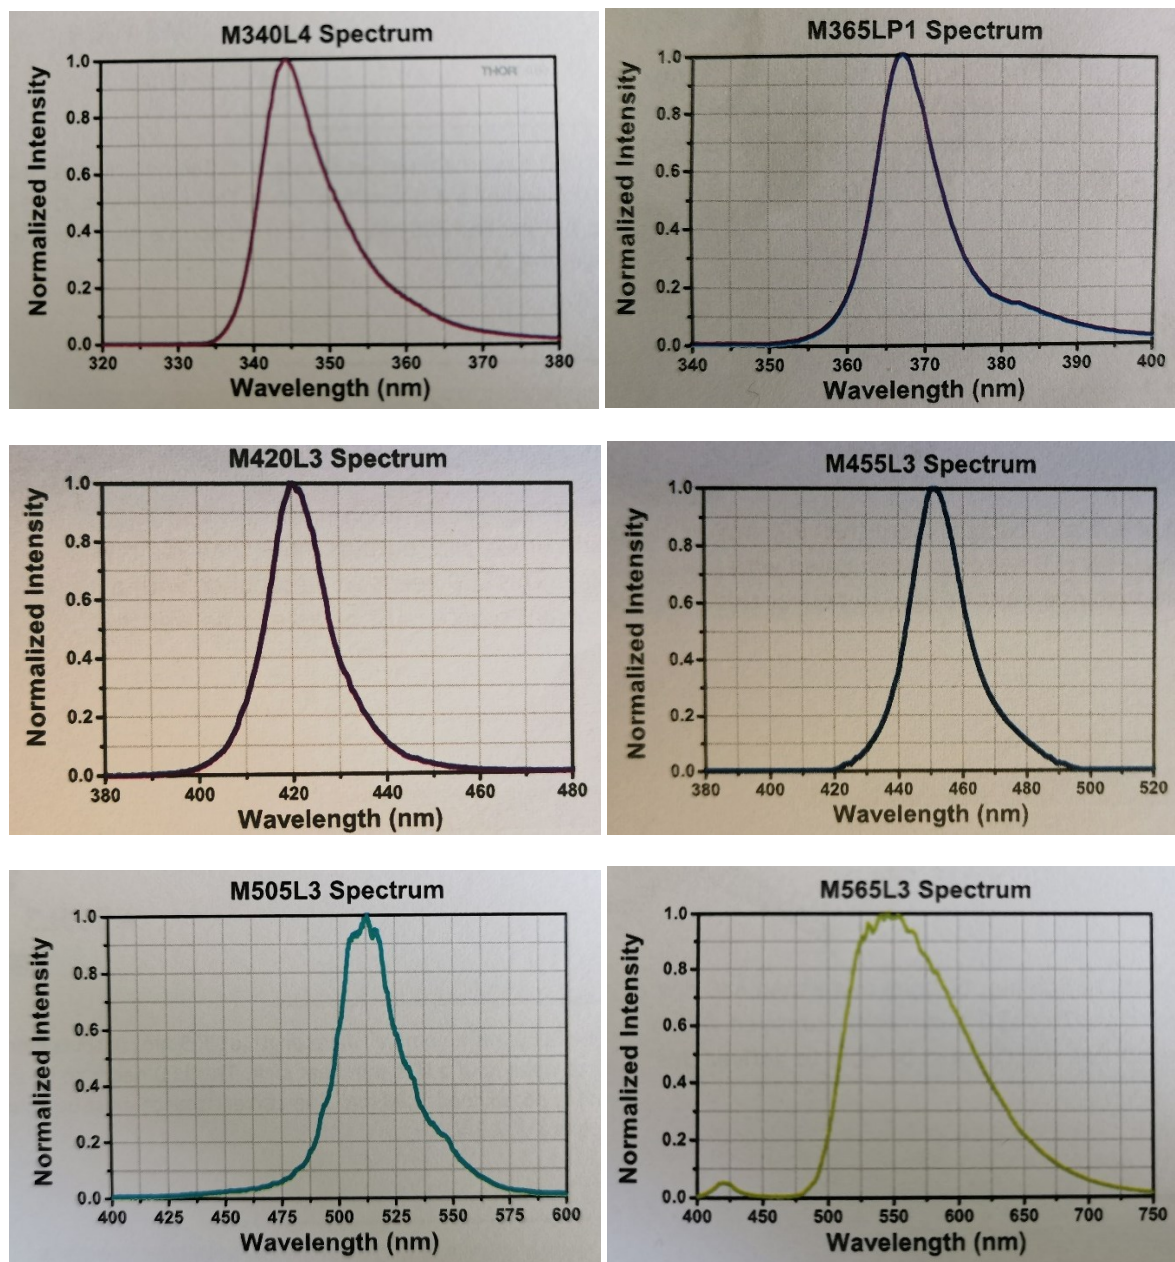 M340L4 Spectrum
Normalized Intensity
1.0
0.8
0.6
0.4
0.2
0.0
THOR
320 330 340 350 360 370 380
Wavelength (nm)
M365LP1 Spectrum
Normalized Intensity
1.0
0.8
0.6
0.4
0.2
0.0
340 350 360 370 380 390 400
Wavelength (nm)
M420L3 Spectrum
Normalized Intensity
1.0
0.8
0.6
0.4
0.2
0.0
380 400 420 440 460 480
Wavelength (nm)
M455L3 Spectrum
Normalized Intensity
1.0
0.8
0.6
0.4
0.2
0.0
380 400 420 440 460 480 500 520
Wavelength (nm)
M505L3 Spectrum
Normalized Intensity
1.0
0.8
0.6
0.4
0.2
0.0
400 425 450 475 500 525 550 575 600
Wavelength (nm)
M565L3 Spectrum
Normalized Intensity
1.0
0.8
0.6
0.4
0.2
0.0
400 450 500 550 600 650 700 750
Wavelength (nm)